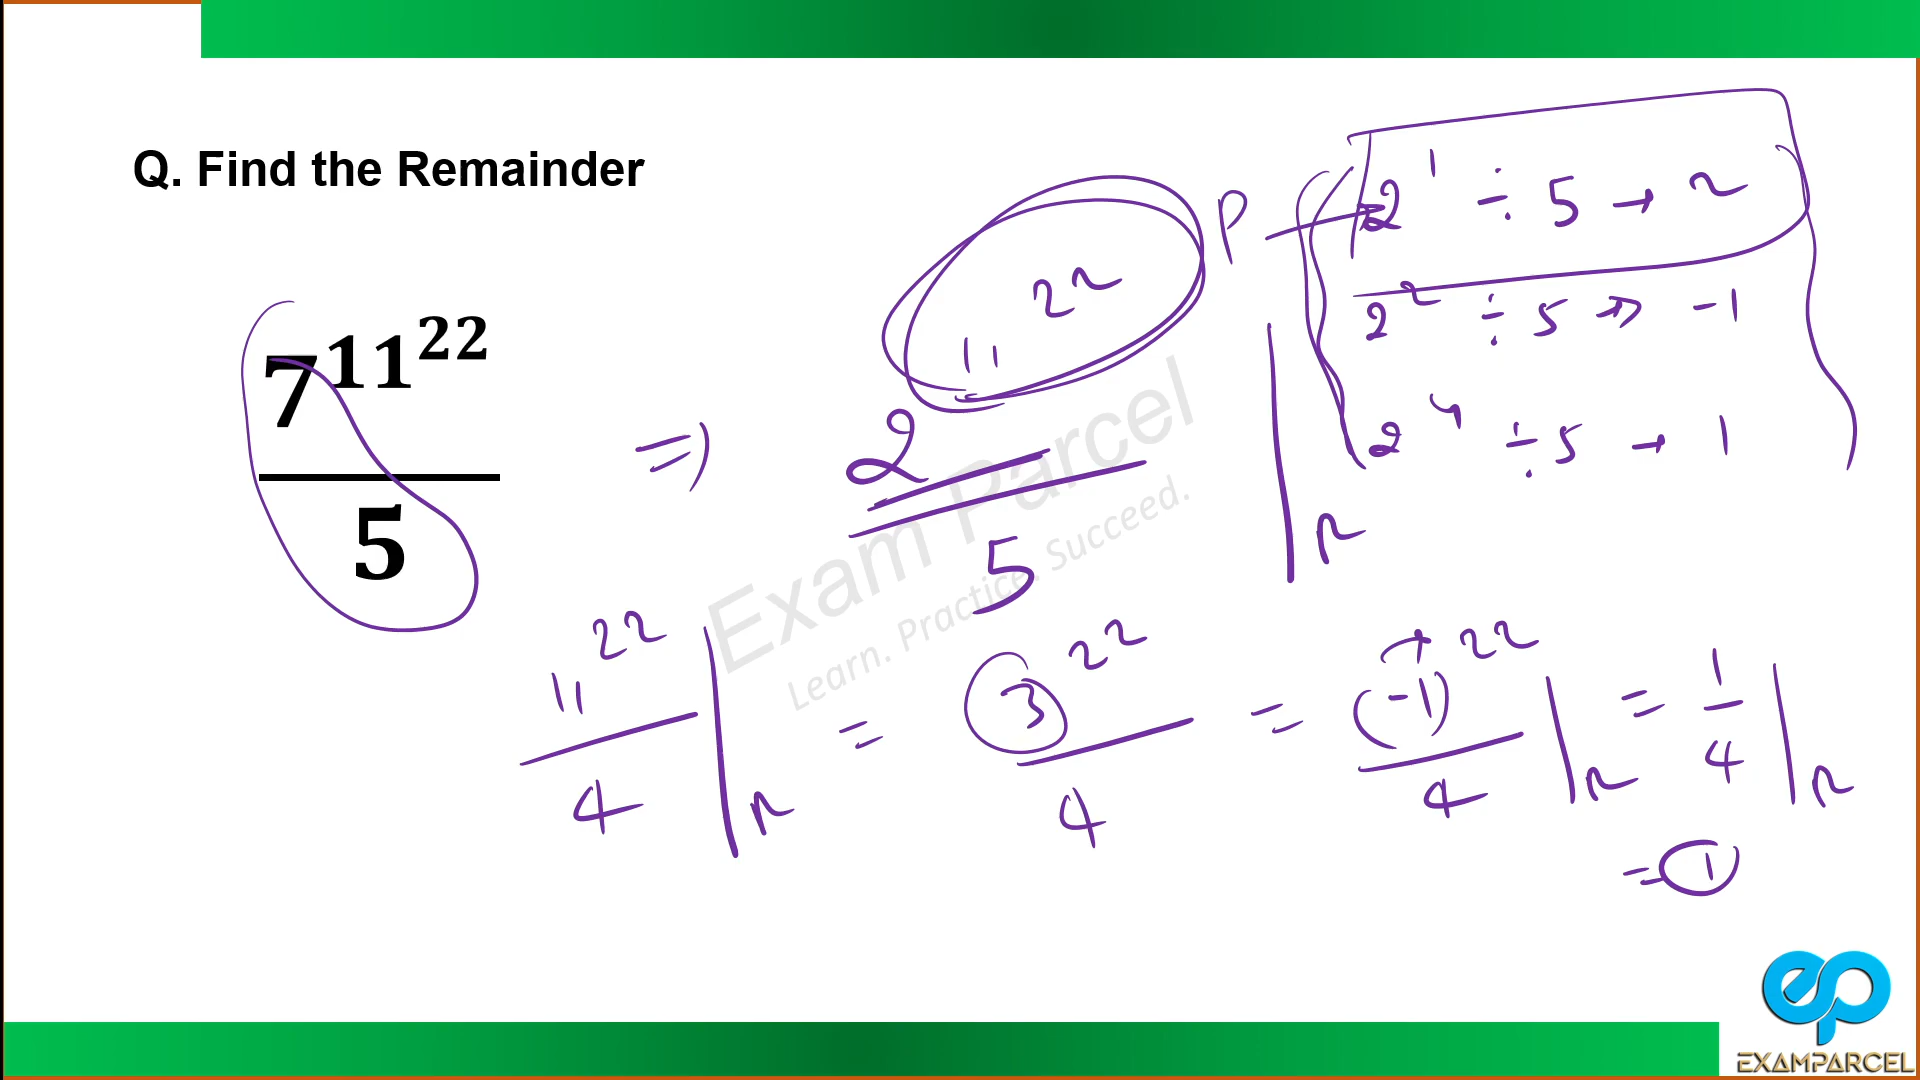 Q. Find the Remainder
7^11^22
5
⇒
2^11^22
5
r
P →
2^1 ÷ 5 → 2
2^2 ÷ 5 → -1
2^4 ÷ 5 → 1
11^22 / 4 |r = 3^22 / 4 = (-1)^22 / 4 |r = 1 / 4 |r
= 1
Exam Parcel
Learn. Practice. Succeed.
ep
EXAMPARCEL